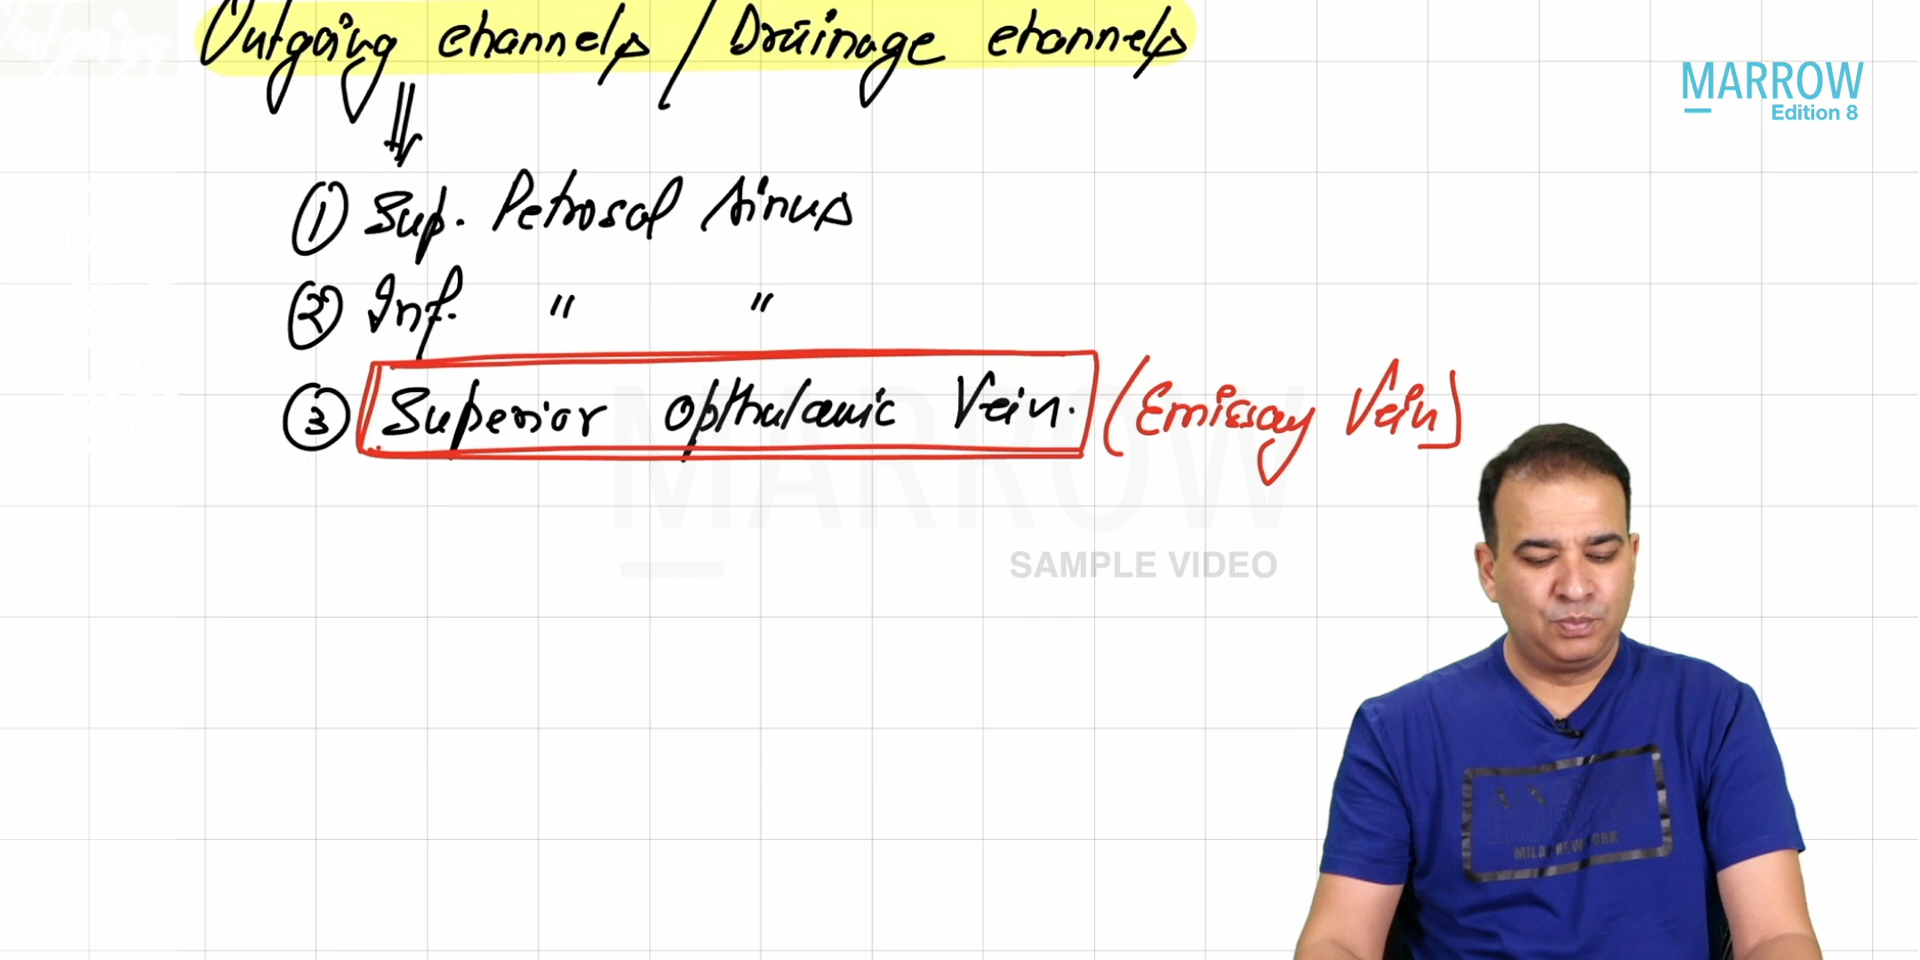 Outgoing channels / Drainage channels
MARROW
Edition 8
① Sup. Petrosal sinus
② Inf. " "
③ Superior opthalamic Vein. (Emissay Vein)
MARROW
SAMPLE VIDEO